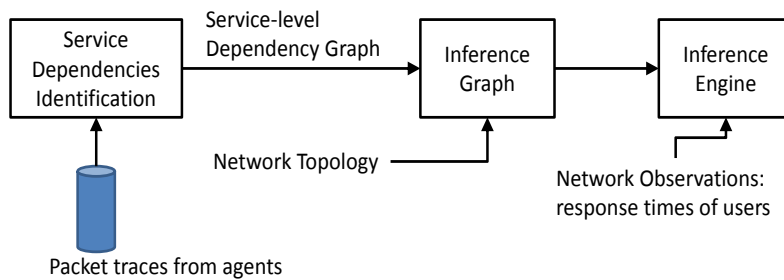 Service
Dependencies
Identification
Service-level
Dependency Graph
Inference
Graph
Inference
Engine
Network Topology
Network Observations:
response times of users
Packet traces from agents